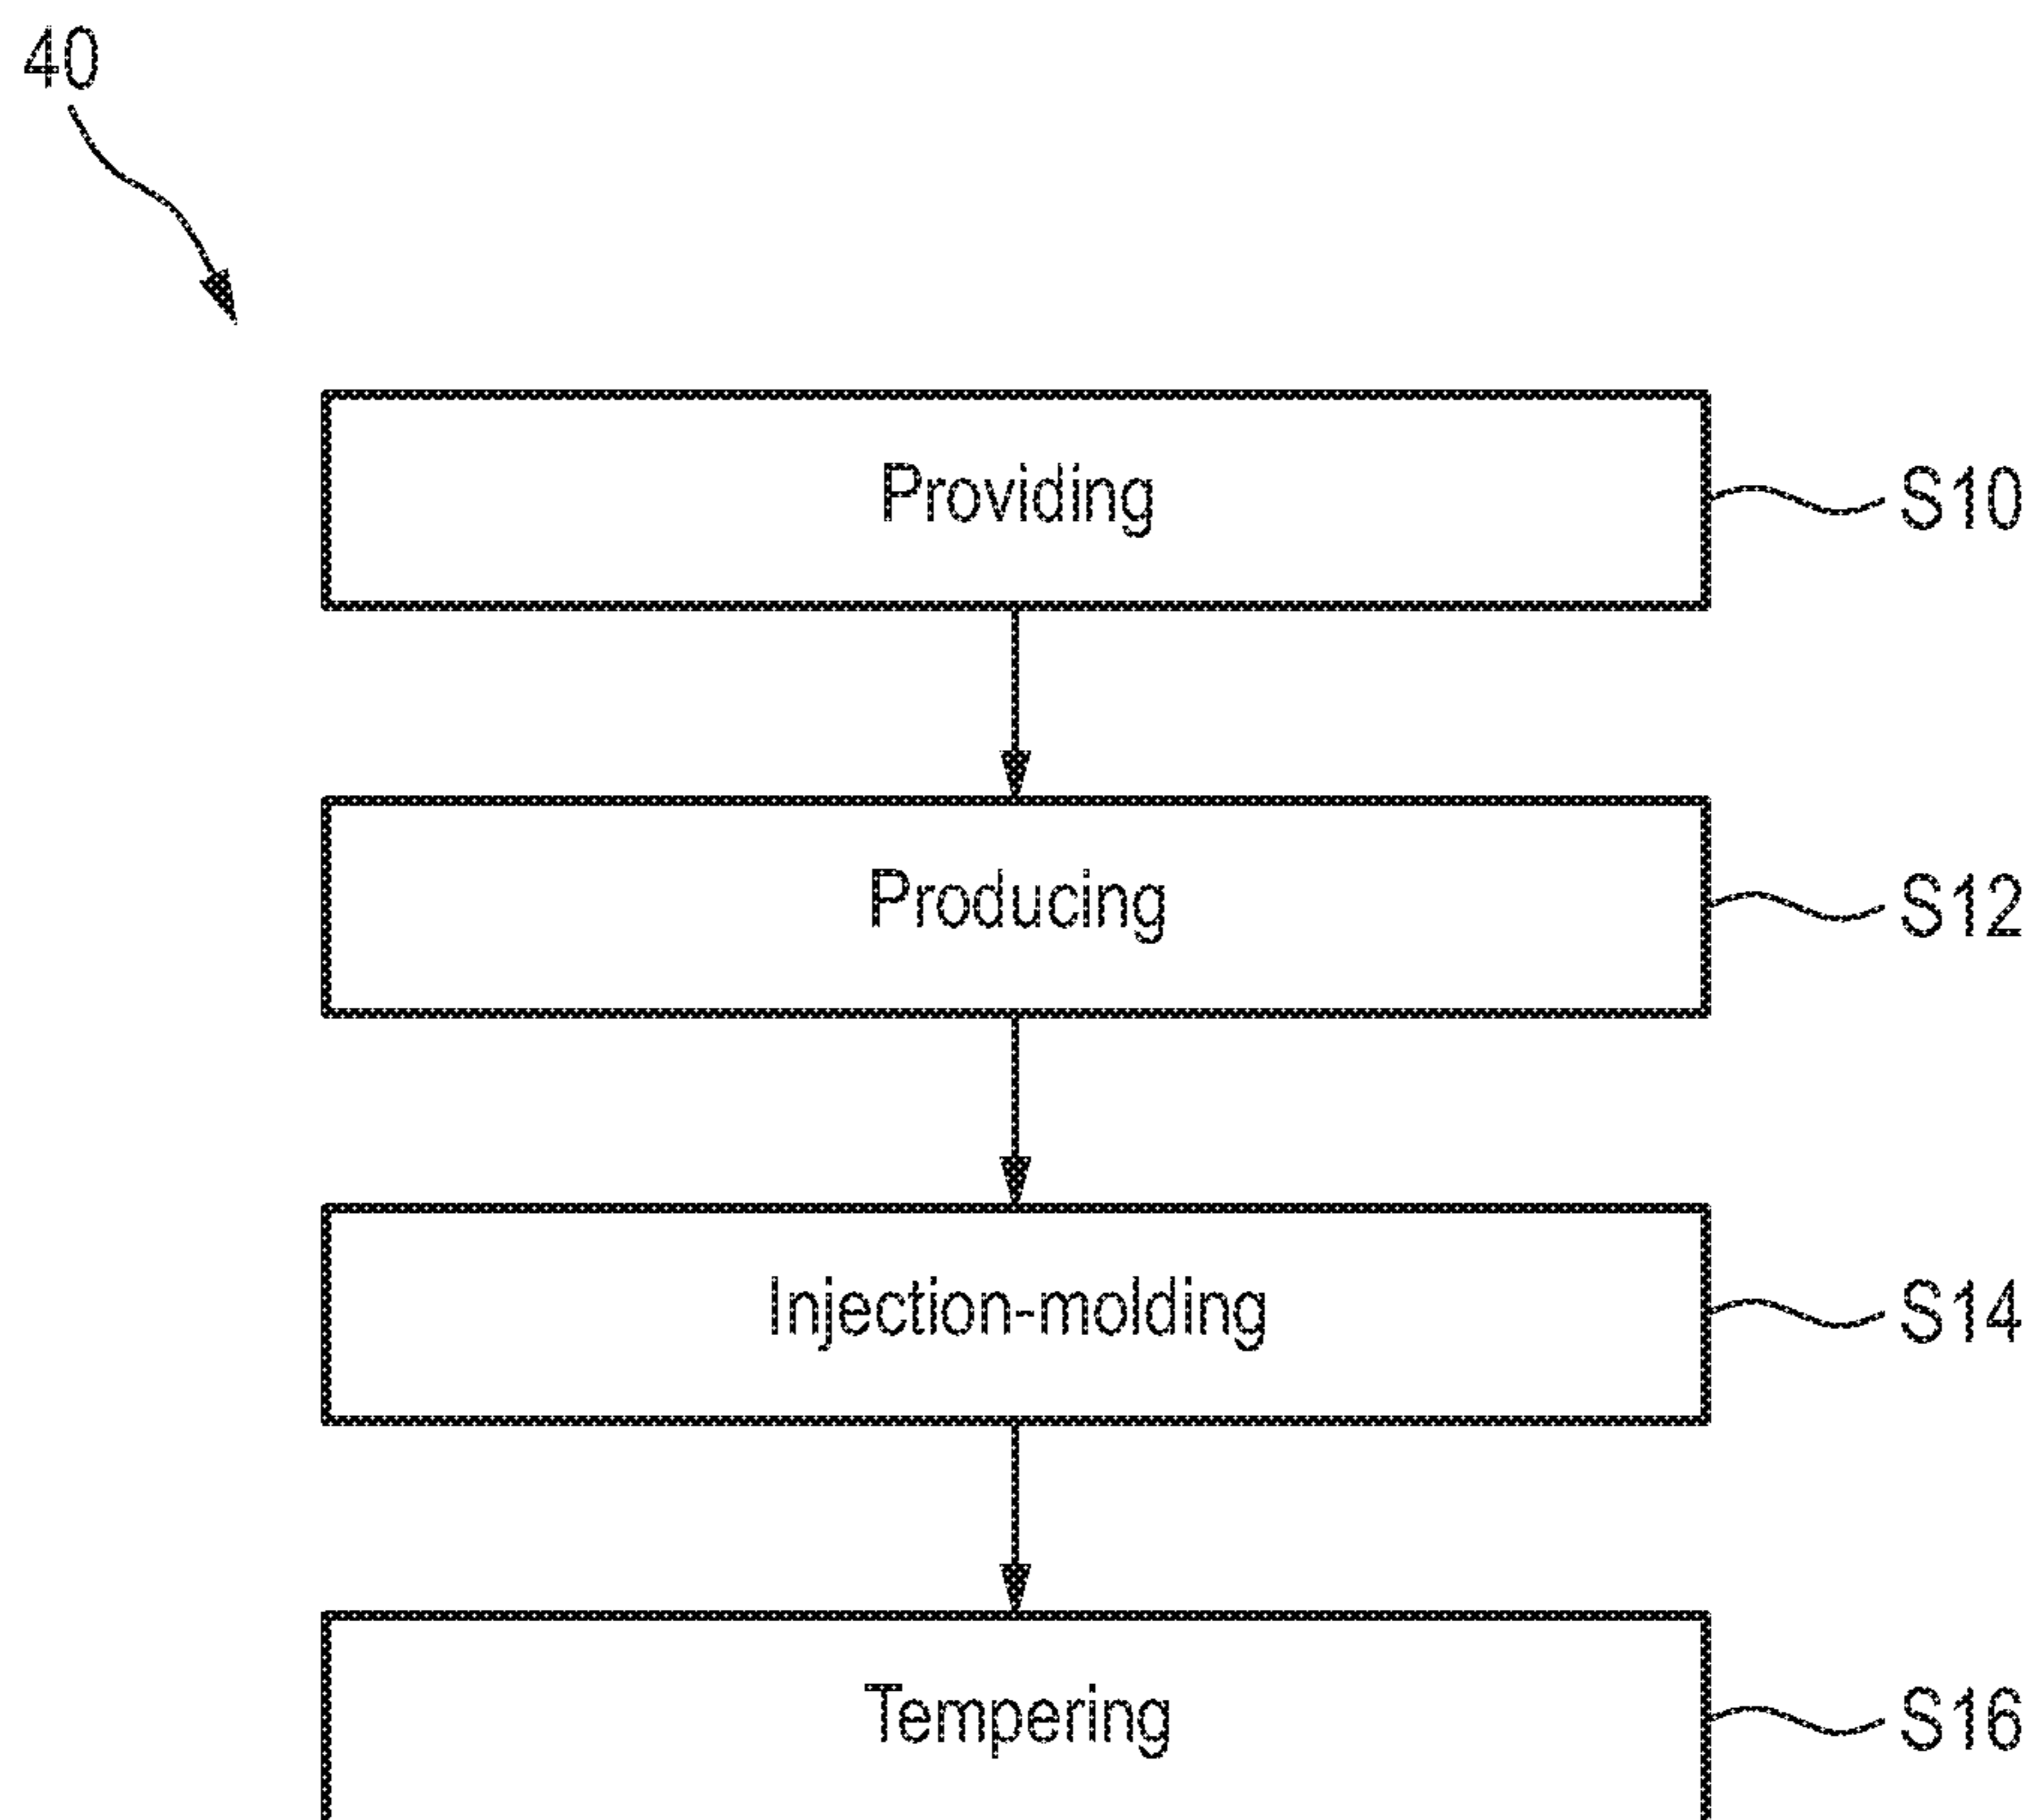 40
Providing
S10
Producing
S12
Injection-molding
S14
Tempering
S16